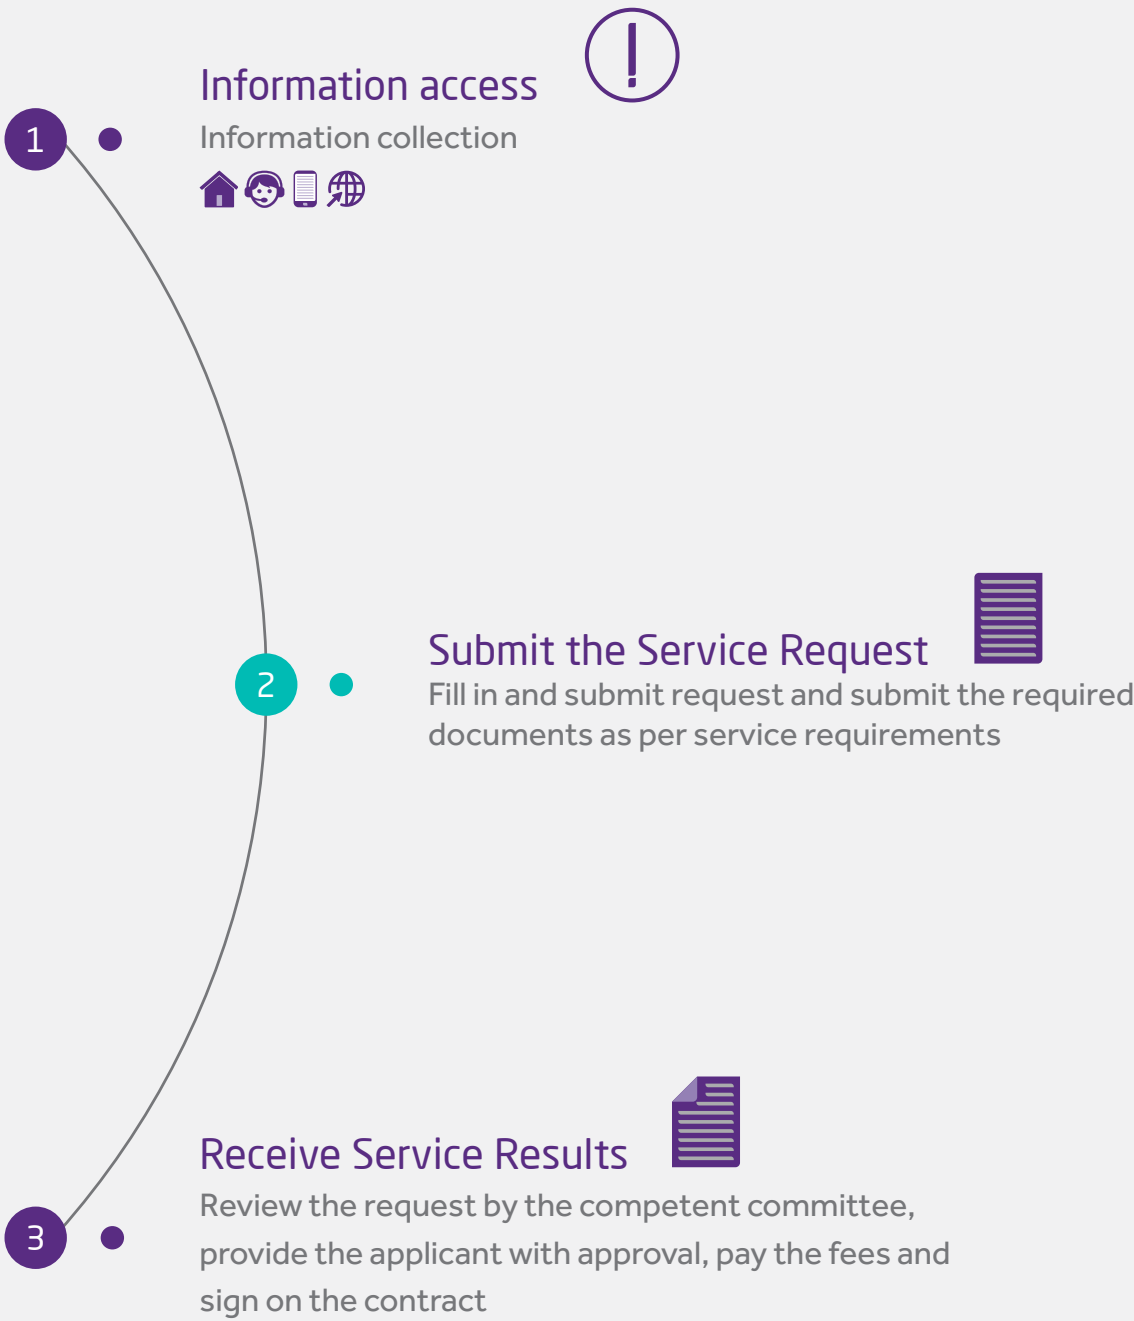 Information access
1
Information collection
Submit the Service Request
2
Fill in and submit request and submit the required
documents as per service requirements
Receive Service Results
3
Review the request by the competent committee,
provide the applicant with approval, pay the fees and
sign on the contract